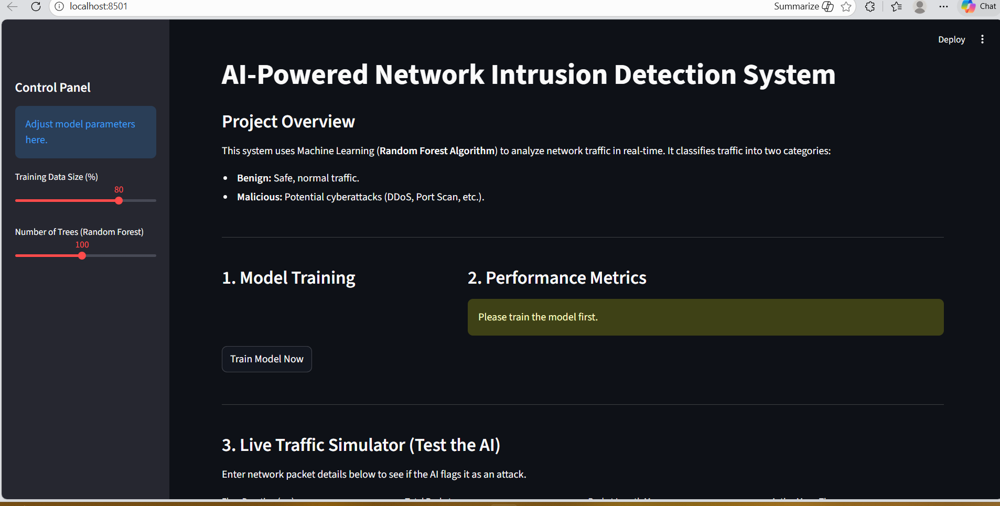 localhost:8501
Summarize
Chat
Deploy
Control Panel
Adjust model parameters
here.
Training Data Size (%)
80
Number of Trees (Random Forest)
100
AI-Powered Network Intrusion Detection System
Project Overview
This system uses Machine Learning (Random Forest Algorithm) to analyze network traffic in real-time. It classifies traffic into two categories:
• Benign: Safe, normal traffic.
• Malicious: Potential cyberattacks (DDoS, Port Scan, etc.).
1. Model Training
2. Performance Metrics
Please train the model first.
Train Model Now
3. Live Traffic Simulator (Test the AI)
Enter network packet details below to see if the AI flags it as an attack.